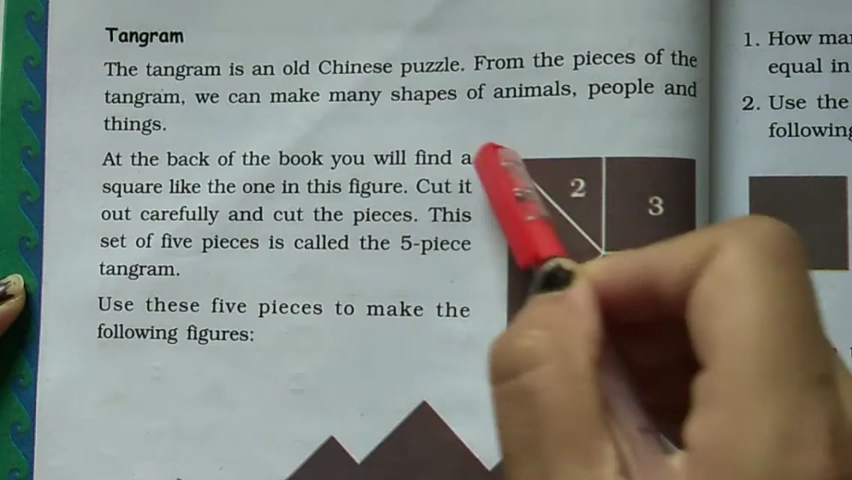 Tangram
The tangram is an old Chinese puzzle. From the pieces of the
tangram, we can make many shapes of animals, people and
things.
At the back of the book you will find a
square like the one in this figure. Cut it
out carefully and cut the pieces. This
set of five pieces is called the 5-piece
tangram.
Use these five pieces to make the
following figures:
2
3
1. How
equal in
2. Use the
following